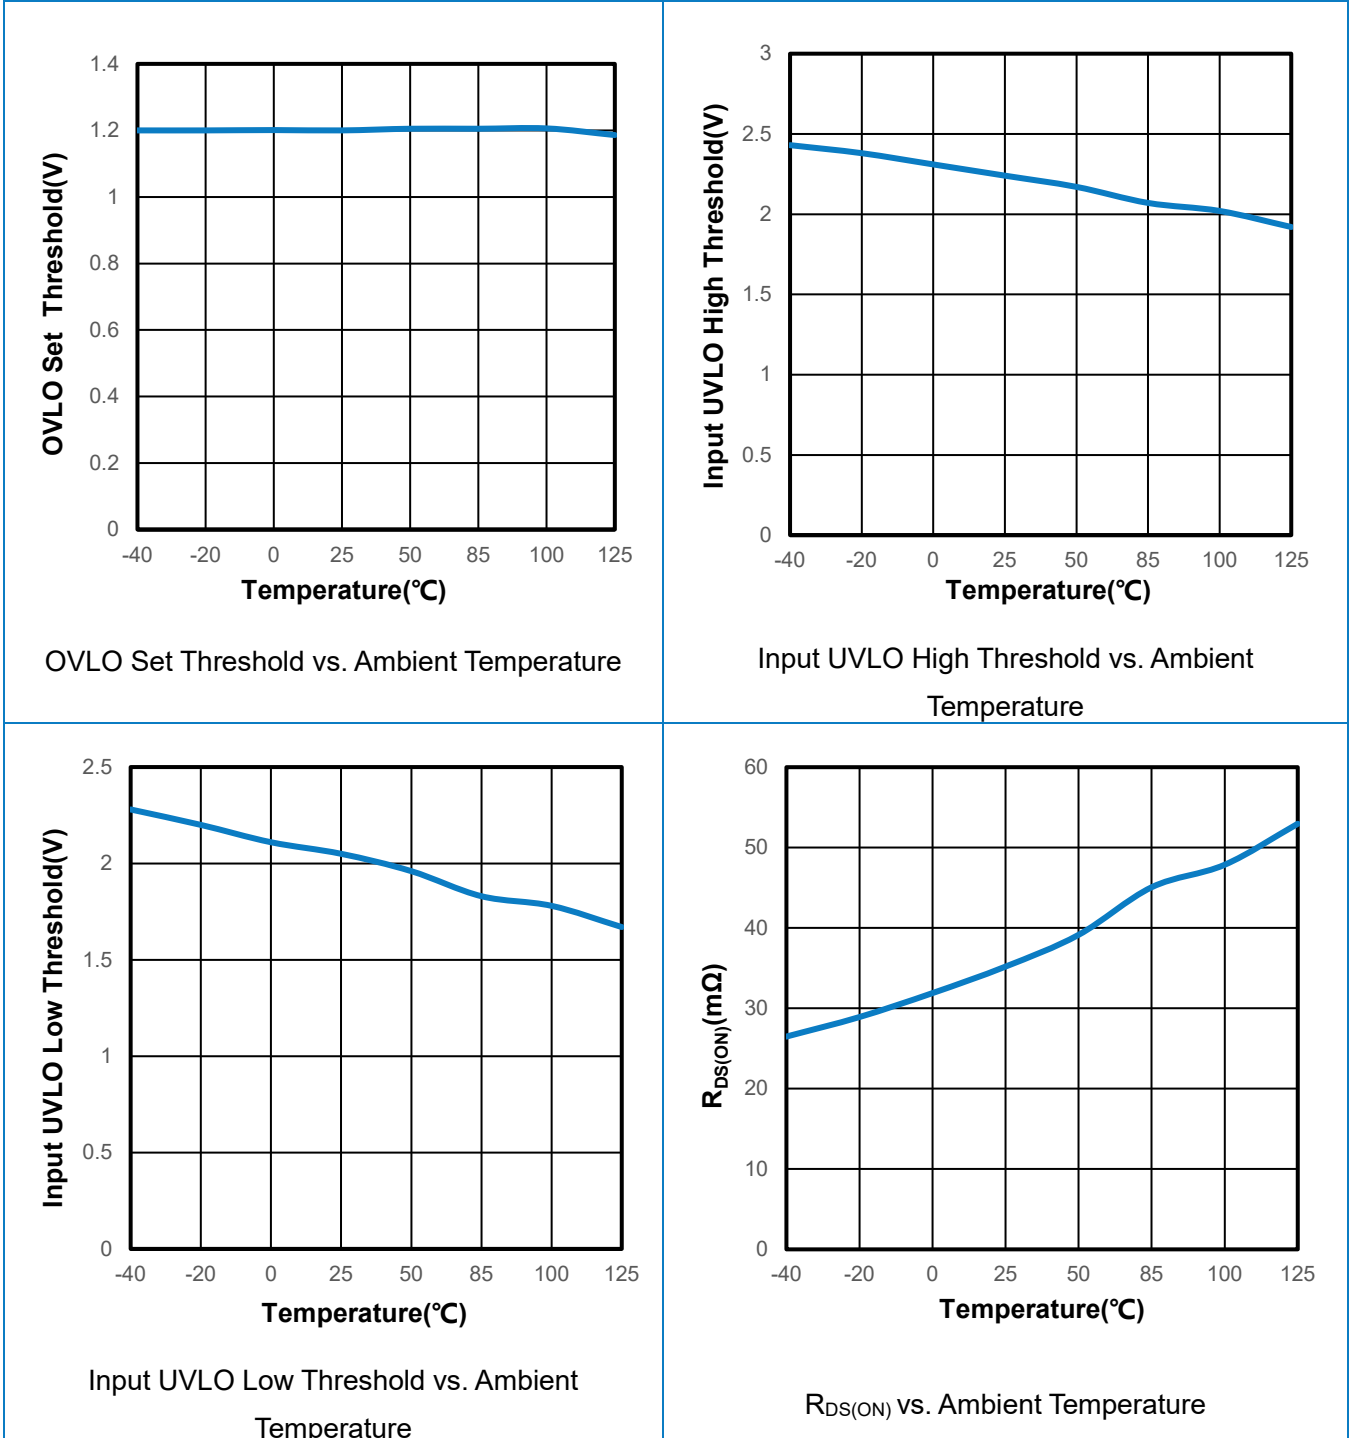 1.4
1.2
1
0.8
0.6
0.4
0.2
0
OVLO Set Threshold(V)
-40 -20 0 25 50 85 100 125
Temperature(℃)
OVLO Set Threshold vs. Ambient Temperature
3
2.5
2
1.5
1
0.5
0
Input UVLO High Threshold(V)
-40 -20 0 25 50 85 100 125
Temperature(℃)
Input UVLO High Threshold vs. Ambient
Temperature
2.5
2
1.5
1
0.5
0
Input UVLO Low Threshold(V)
-40 -20 0 25 50 85 100 125
Temperature(℃)
Input UVLO Low Threshold vs. Ambient
Temperature
60
50
40
30
20
10
0
RDS(ON)(mΩ)
-40 -20 0 25 50 85 100 125
Temperature(℃)
RDS(ON) vs. Ambient Temperature